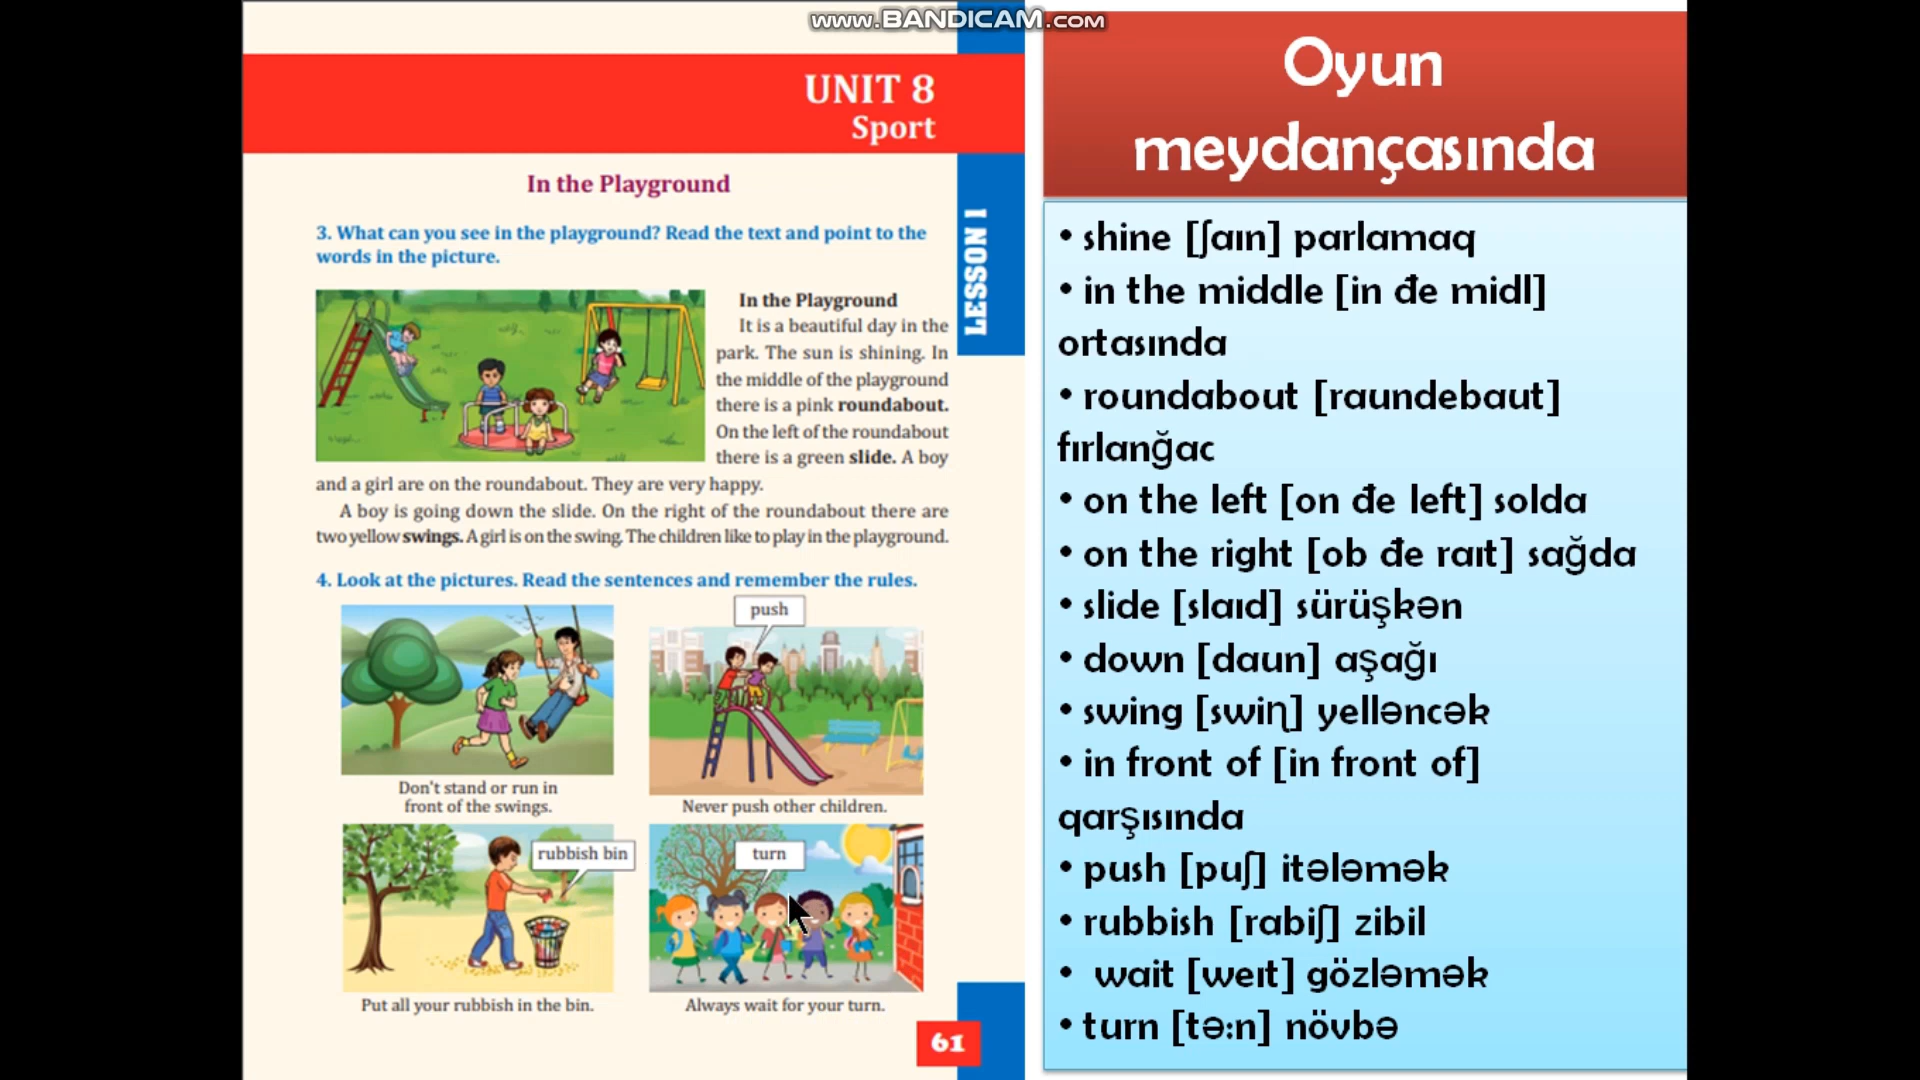 www.BANDICAM.com
UNIT 8
Sport
LESSON 1
In the Playground
3. What can you see in the playground? Read the text and point to the
words in the picture.
In the Playground
It is a beautiful day in the
park. The sun is shining. In
the middle of the playground
there is a pink roundabout.
On the left of the roundabout
there is a green slide. A boy
and a girl are on the roundabout. They are very happy.
A boy is going down the slide. On the right of the roundabout there are
two yellow swings. A girl is on the swing. The children like to play in the playground.
4. Look at the pictures. Read the sentences and remember the rules.
push
Don't stand or run in
front of the swings.
Never push other children.
rubbish bin
turn
Put all your rubbish in the bin.
Always wait for your turn.
61
Oyun
meydançasında
• shine [ʃaın] parlamaq
• in the middle [in đe midl]
ortasında
• roundabout [raundebaut]
fırlanğac
• on the left [on đe left] solda
• on the right [ob đe raıt] sağda
• slide [slaıd] sürüşkən
• down [daun] aşağı
• swing [swiɳ] yelləncək
• in front of [in front of]
qarşısında
• push [puʃ] itələmək
• rubbish [rabiʃ] zibil
• wait [weıt] gözləmək
• turn [tə:n] növbə